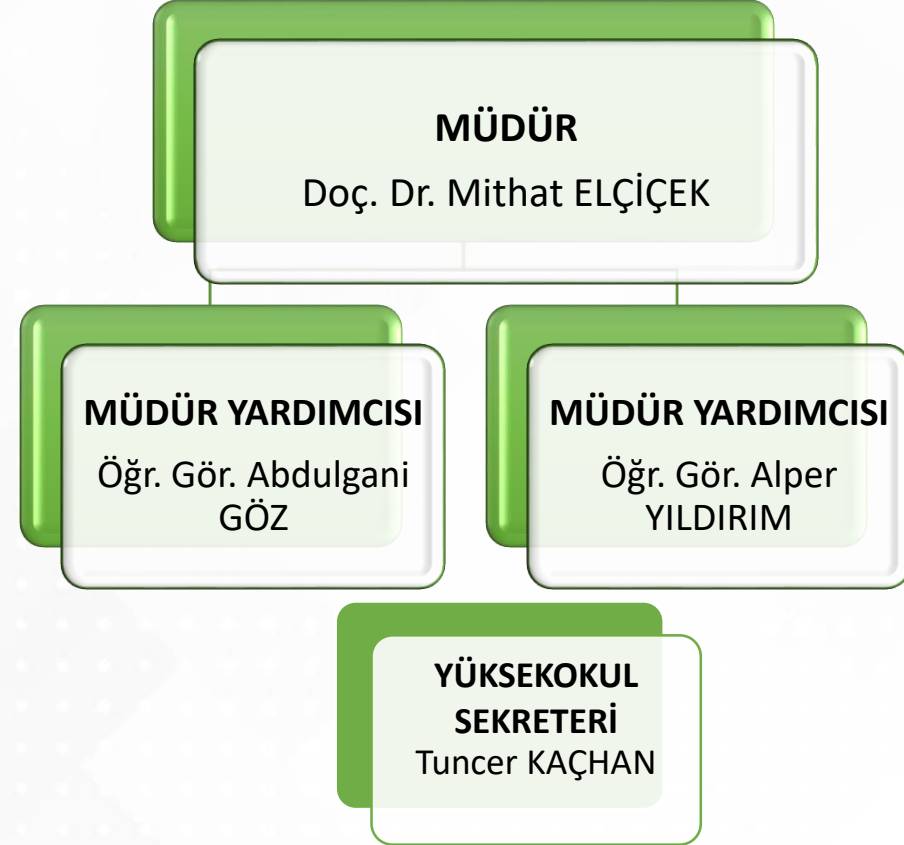 MÜDÜR
Doç. Dr. Mithat ELÇİÇEK
MÜDÜR YARDIMCISI
Öğr. Gör. Abdulgani
GÖZ
MÜDÜR YARDIMCISI
Öğr. Gör. Alper
YILDIRIM
YÜKSEKOKUL
SEKRETERİ
Tuncer KAÇHAN